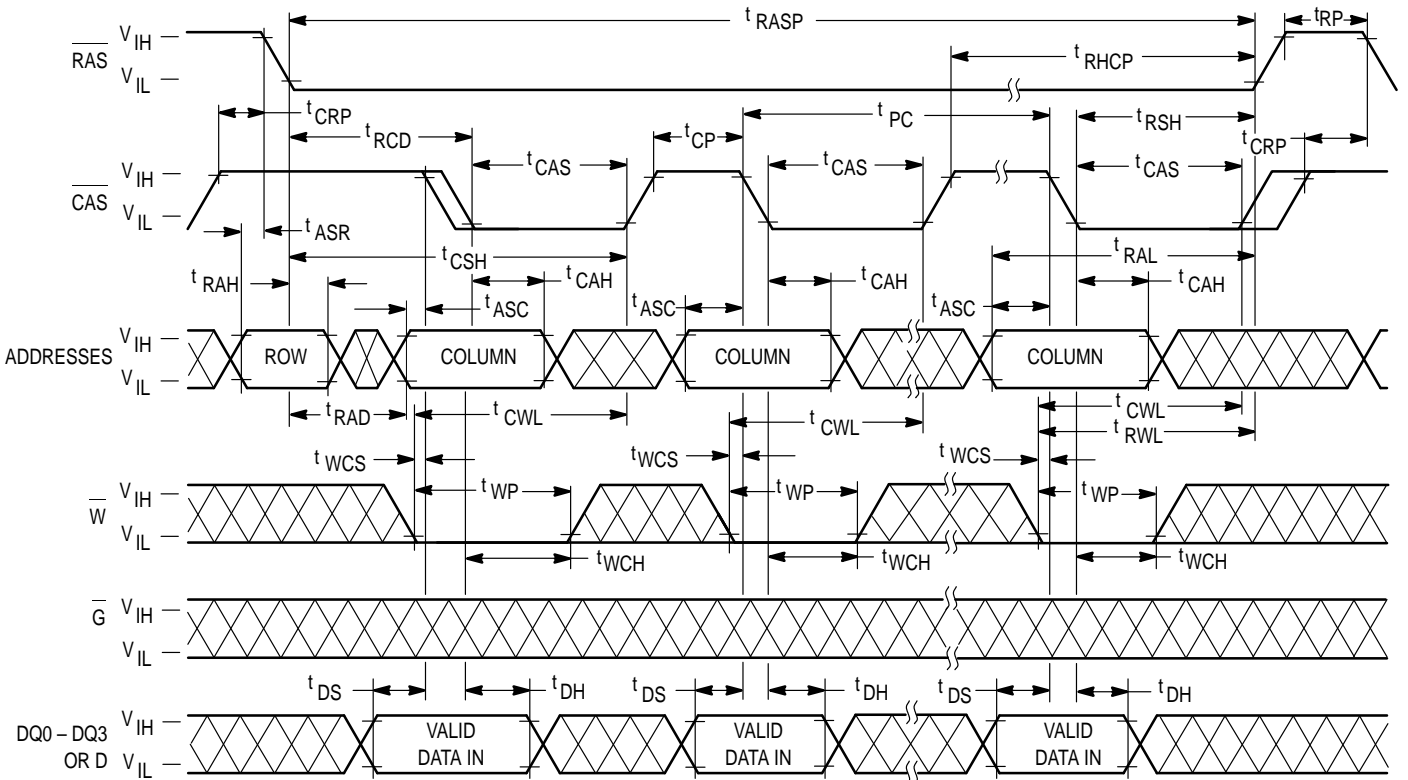 t RASP
tRP
RAS
V IH
V IL
t RHCP
t CRP
t RCD
t CP
t PC
t RSH
t CRP
CAS
V IH
V IL
t CAS
t CAS
t CAS
t ASR
t CSH
t RAL
t RAH
t CAH
t CAH
t CAH
t ASC
t ASC
t ASC
ADDRESSES
V IH
V IL
ROW
COLUMN
COLUMN
COLUMN
t RAD
t CWL
t CWL
t CWL
t RWL
t WCS
t WCS
t WCS
t WP
t WP
t WP
W
V IH
V IL
t WCH
t WCH
t WCH
G
V IH
V IL
t DS
t DH
t DS
t DH
t DS
t DH
DQ0 – DQ3
OR D
V IH
V IL
VALID
DATA IN
VALID
DATA IN
VALID
DATA IN